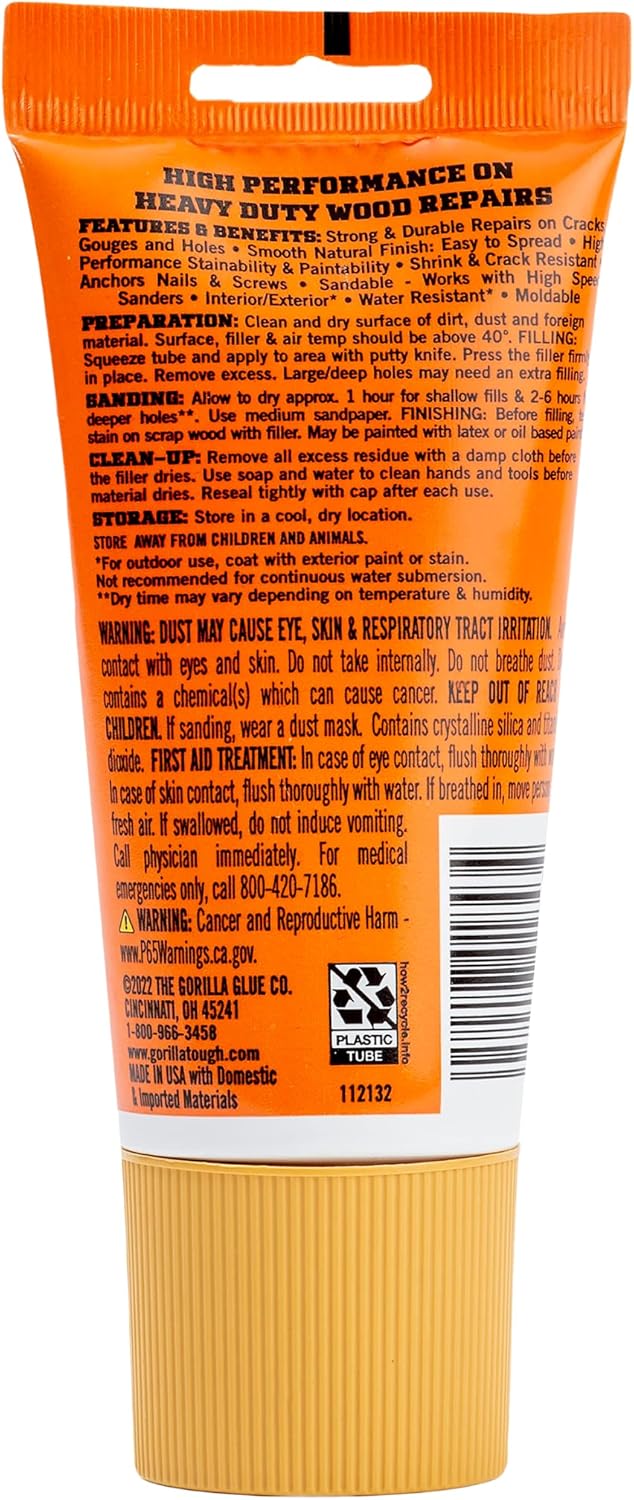 HIGH PERFORMANCE ON
HEAVY DUTY WOOD REPAIRS
FEATURES & BENEFITS: Strong & Durable Repairs on Cracks
Gouges and Holes • Smooth Natural Finish: Easy to Spread • Hig
Performance Stainability & Paintability • Shrink & Crack Resistant •
Anchors Nails & Screws • Sandable - Works with High Spee
Sanders • Interior/Exterior* • Water Resistant* • Moldable
PREPARATION: Clean and dry surface of dirt, dust and foreign
material. Surface, filler & air temp should be above 40°. FILLING:
Squeeze tube and apply to area with putty knife. Press the filler firml
in place. Remove excess. Large/deep holes may need an extra filling.
SANDING: Allow to dry approx. 1 hour for shallow fills & 2-6 hours
deeper holes**. Use medium sandpaper. FINISHING: Before filling, te
stain on scrap wood with filler. May be painted with latex or oil based paint
CLEAN-UP: Remove all excess residue with a damp cloth before
the filler dries. Use soap and water to clean hands and tools before
material dries. Reseal tightly with cap after each use.
STORAGE: Store in a cool, dry location.
STORE AWAY FROM CHILDREN AND ANIMALS.
*For outdoor use, coat with exterior paint or stain.
Not recommended for continuous water submersion.
**Dry time may vary depending on temperature & humidity.
WARNING: DUST MAY CAUSE EYE, SKIN & RESPIRATORY TRACT IRRITATION.
contact with eyes and skin. Do not take internally. Do not breathe dust.
contains a chemical(s) which can cause cancer. KEEP OUT OF REACH
CHILDREN. If sanding, wear a dust mask. Contains crystalline silica and
dioxide. FIRST AID TREATMENT: In case of eye contact, flush thoroughly with
In case of skin contact, flush thoroughly with water. If breathed in, move
fresh air. If swallowed, do not induce vomiting.
Call physician immediately. For medical
emergencies only, call 800-420-7186.
⚠ WARNING: Cancer and Reproductive Harm -
www.P65Warnings.ca.gov.
©2022 THE GORILLA GLUE CO.
CINCINNATI, OH 45241
1-800-966-3458
www.gorillatough.com
MADE IN USA with Domestic
& Imported Materials
how2recycle.info
PLASTIC
TUBE
112132